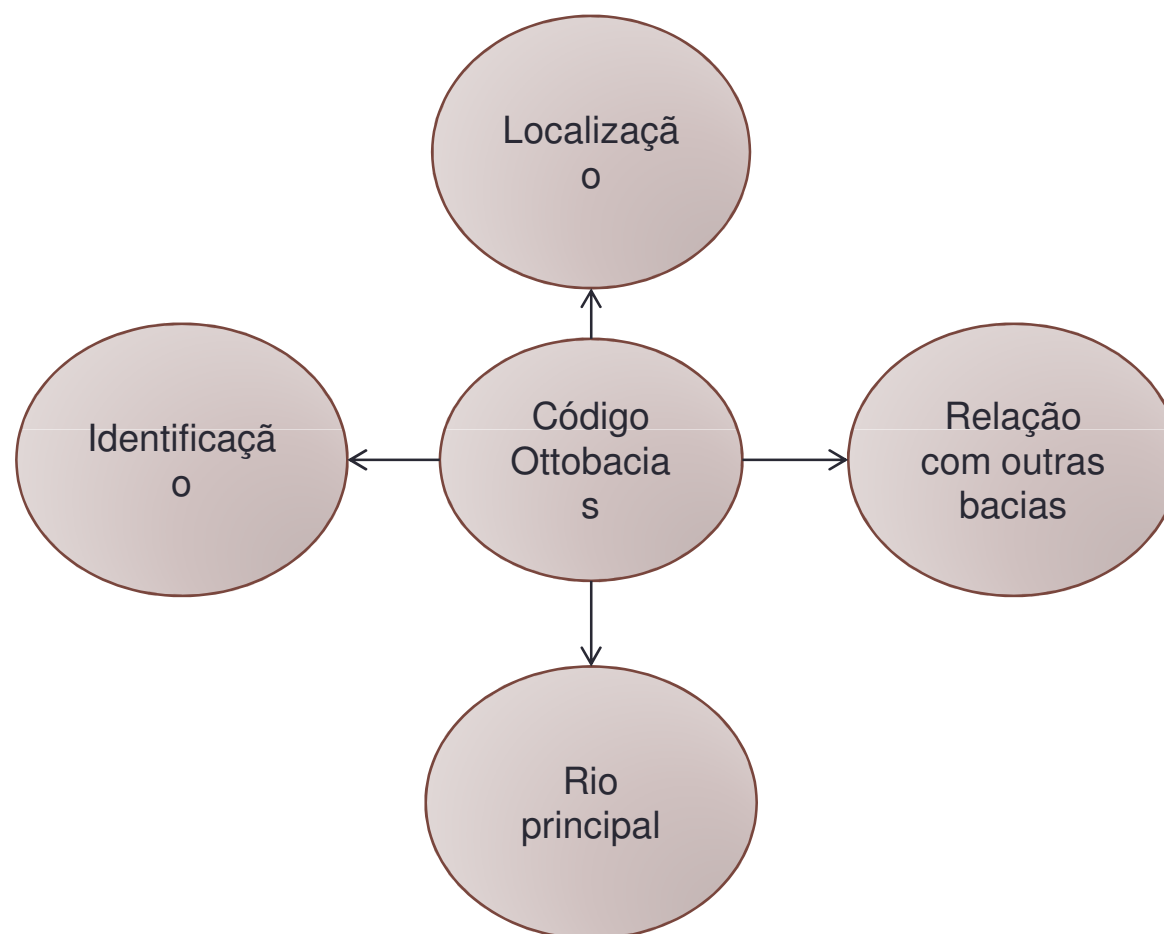 Localizaçã
o
Identificaçã
o
Código
Ottobacia
s
Relação
com outras
bacias
Rio
principal